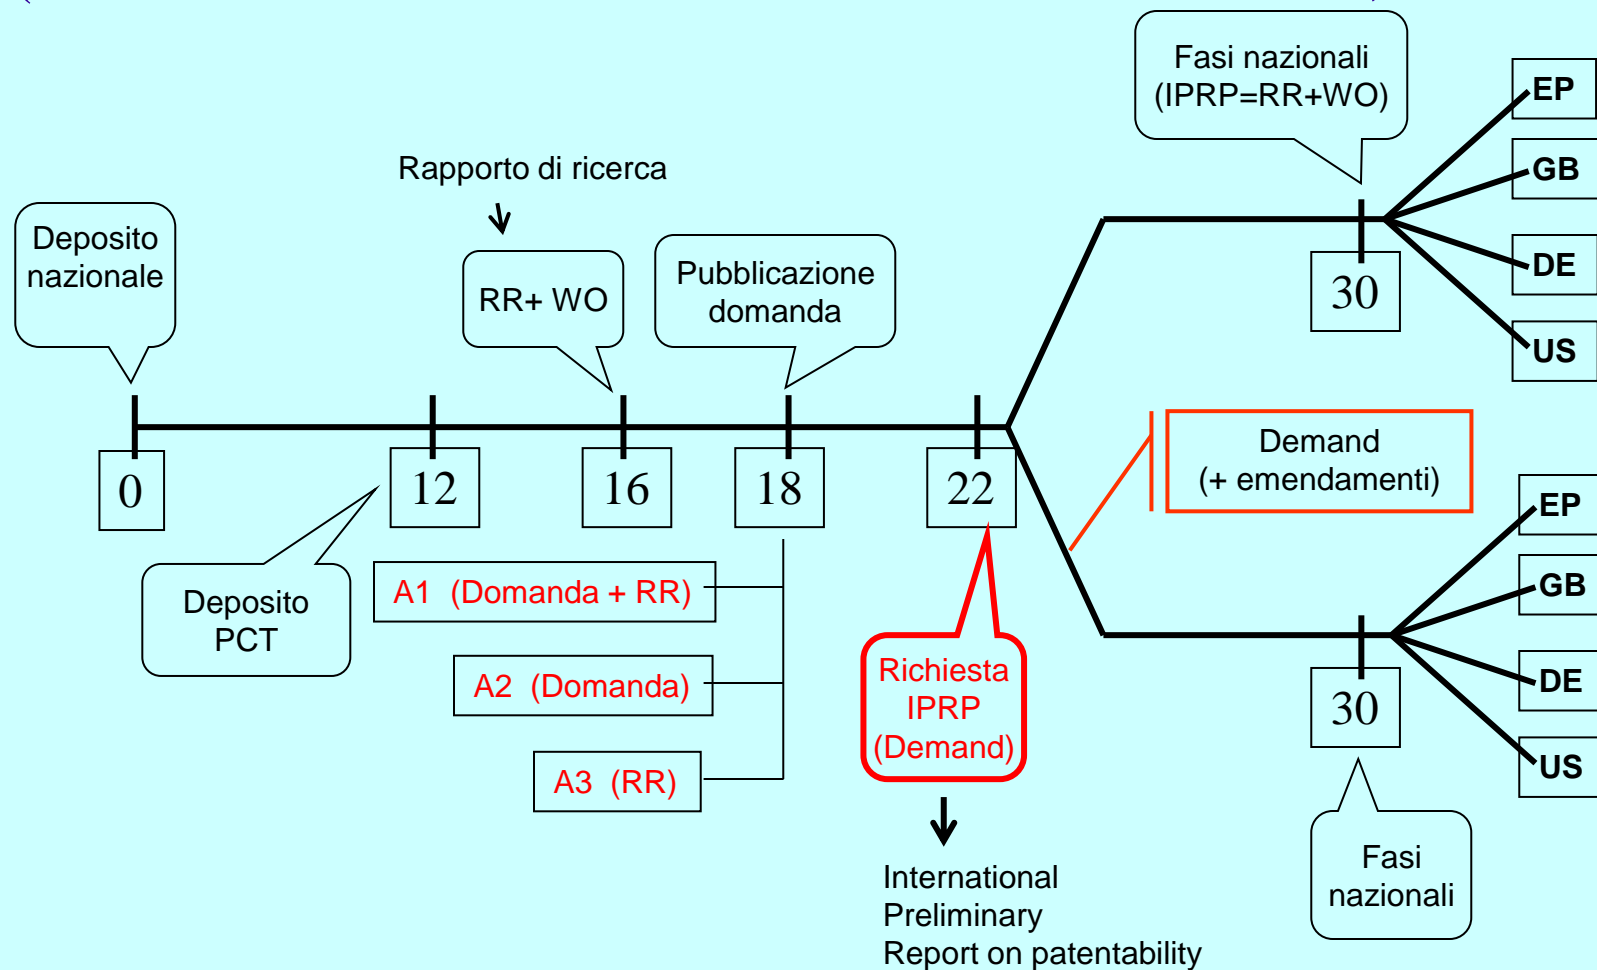 Fasi nazionali
(IPRP=RR+WO)
EP
GB
DE
US
Rapporto di ricerca
Deposito
nazionale
RR+ WO
Pubblicazione
domanda
30
0
12
16
18
22
Demand
(+ emendamenti)
Deposito
PCT
A1 (Domanda + RR)
A2 (Domanda)
A3 (RR)
Richiesta
IPRP
(Demand)
International
Preliminary
Report on patentability
EP
GB
DE
US
30
Fasi
nazionali